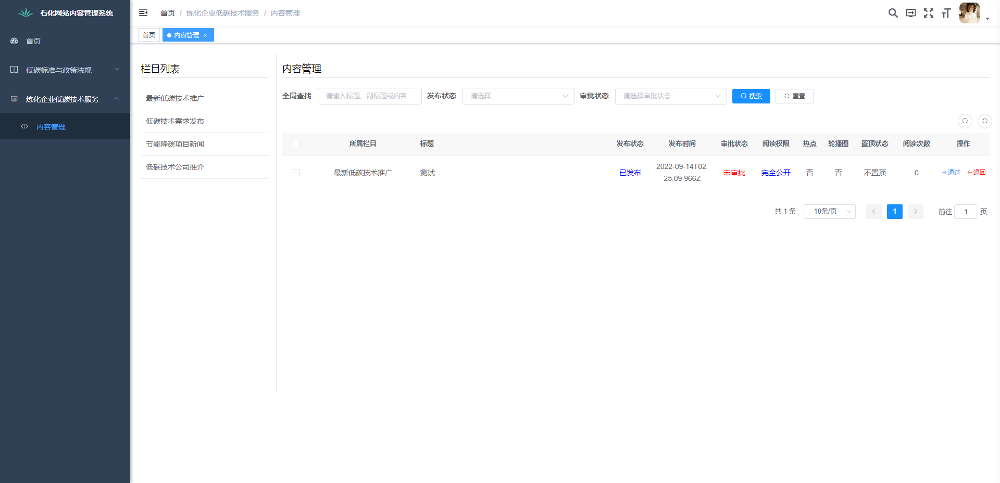 石化网站内容管理系统
首页
低碳标准与政策法规
炼化企业低碳技术服务
内容管理
首页 / 炼化企业低碳技术服务 / 内容管理
首页
内容管理 ×
栏目列表
最新低碳技术推广
低碳技术需求发布
节能降碳项目新闻
低碳技术公司推介
内容管理
全局查找 请输入标题、副标题或内容 发布状态 请选择 审批状态 请选择审批状态 搜索 重置
所属栏目 标题 发布状态 发布时间 审批状态 阅读权限 热点 轮播图 置顶状态 阅读次数 操作
最新低碳技术推广 测试 已发布 2022-09-14T02:25:09.966Z 未审批 完全公开 否 否 不置顶 0 通过 退回
共 1 条 10条/页 1 前往 1 页